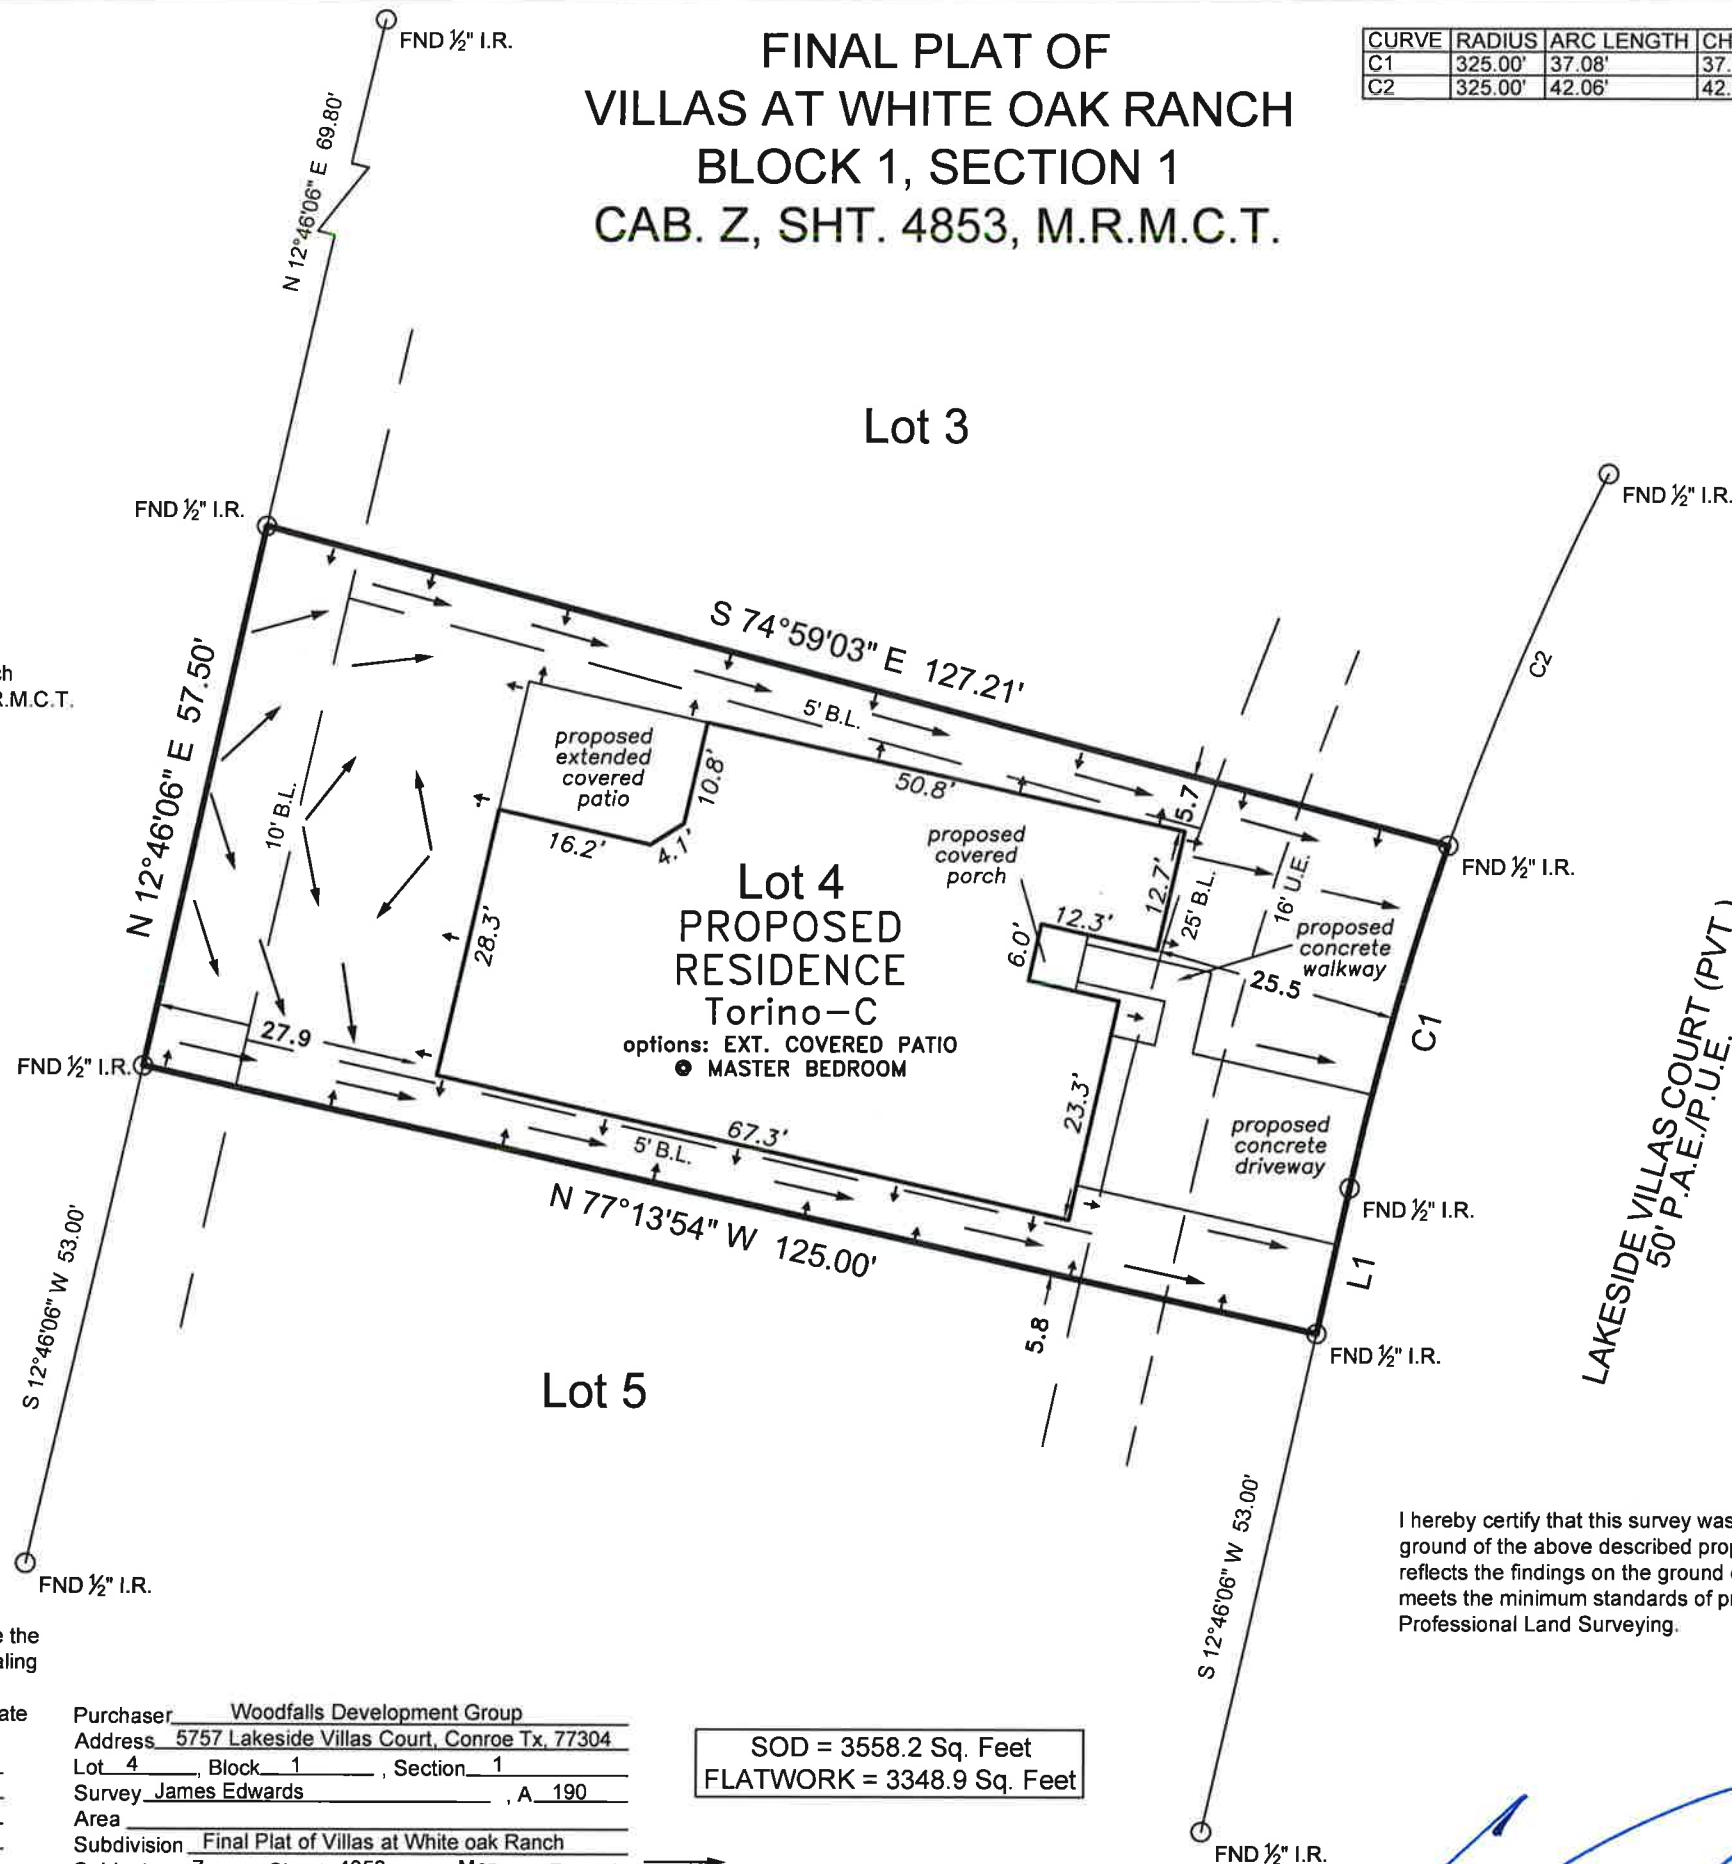 FINAL PLAT OF
VILLAS AT WHITE OAK RANCH
BLOCK 1, SECTION 1
CAB. Z, SHT. 4853, M.R.M.C.T.
CURVE RADIUS ARC LENGTH CH
C1 325.00' 37.08' 37.
C2 325.00' 42.06' 42.
FND ½" I.R.
N 12°46'06" E 69.80'
Lot 3
FND ½" I.R.
FND ½" I.R.
C2
S 74°59'03" E 127.21'
ch
R.M.C.T.
N 12°46'06" E 57.50'
10' B.L.
5' B.L.
proposed
extended
covered
patio
10.8'
50.8'
16.2'
4.1'
5.7
proposed
covered
porch
12.7'
25' B.L.
16' U.E.
FND ½" I.R.
Lot 4
PROPOSED
RESIDENCE
Torino-C
options: EXT. COVERED PATIO
@ MASTER BEDROOM
28.3'
12.3'
6.0'
proposed
concrete
walkway
25.5
C1
LAKESIDE VILLAS COURT (PVT.)
50' P.A.E./P.U.E.
27.9
FND ½" I.R.
23.3'
67.3'
5' B.L.
proposed
concrete
driveway
FND ½" I.R.
N 77°13'54" W 125.00'
L1
5.8
FND ½" I.R.
S 12°46'06" W 53.00'
Lot 5
FND ½" I.R.
S 12°46'06" W 53.00'
I hereby certify that this survey was
ground of the above described prop
reflects the findings on the ground
meets the minimum standards of pr
Professional Land Surveying.
e the
aling
ate
Purchaser Woodfalls Development Group
Address 5757 Lakeside Villas Court, Conroe Tx, 77304
Lot 4, Block 1, Section 1
Survey James Edwards, A 190
Area
Subdivision Final Plat of Villas at White oak Ranch
SOD = 3558.2 Sq. Feet
FLATWORK = 3348.9 Sq. Feet
FND ½" I.R.